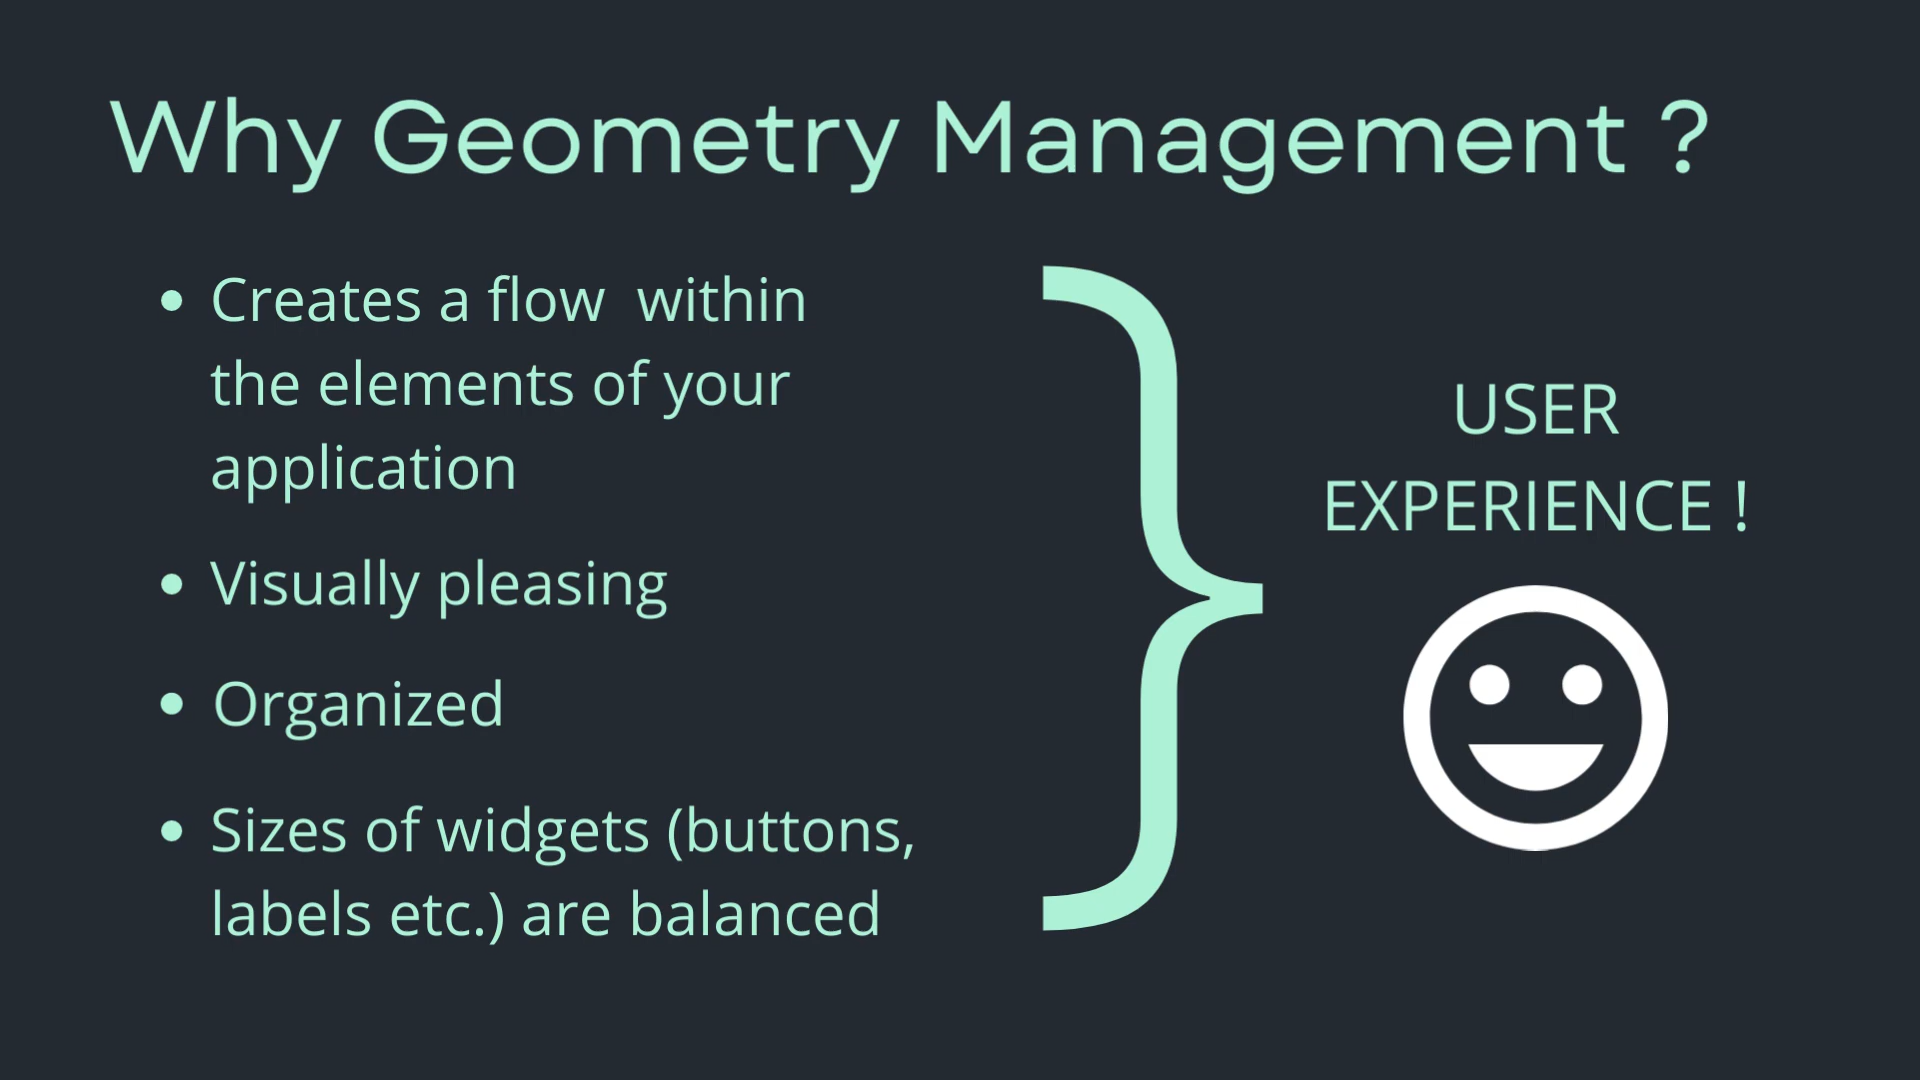 Why Geometry Management ?
• Creates a flow  within
the elements of your
application
• Visually pleasing
• Organized
• Sizes of widgets (buttons,
labels etc.) are balanced
USER
EXPERIENCE !